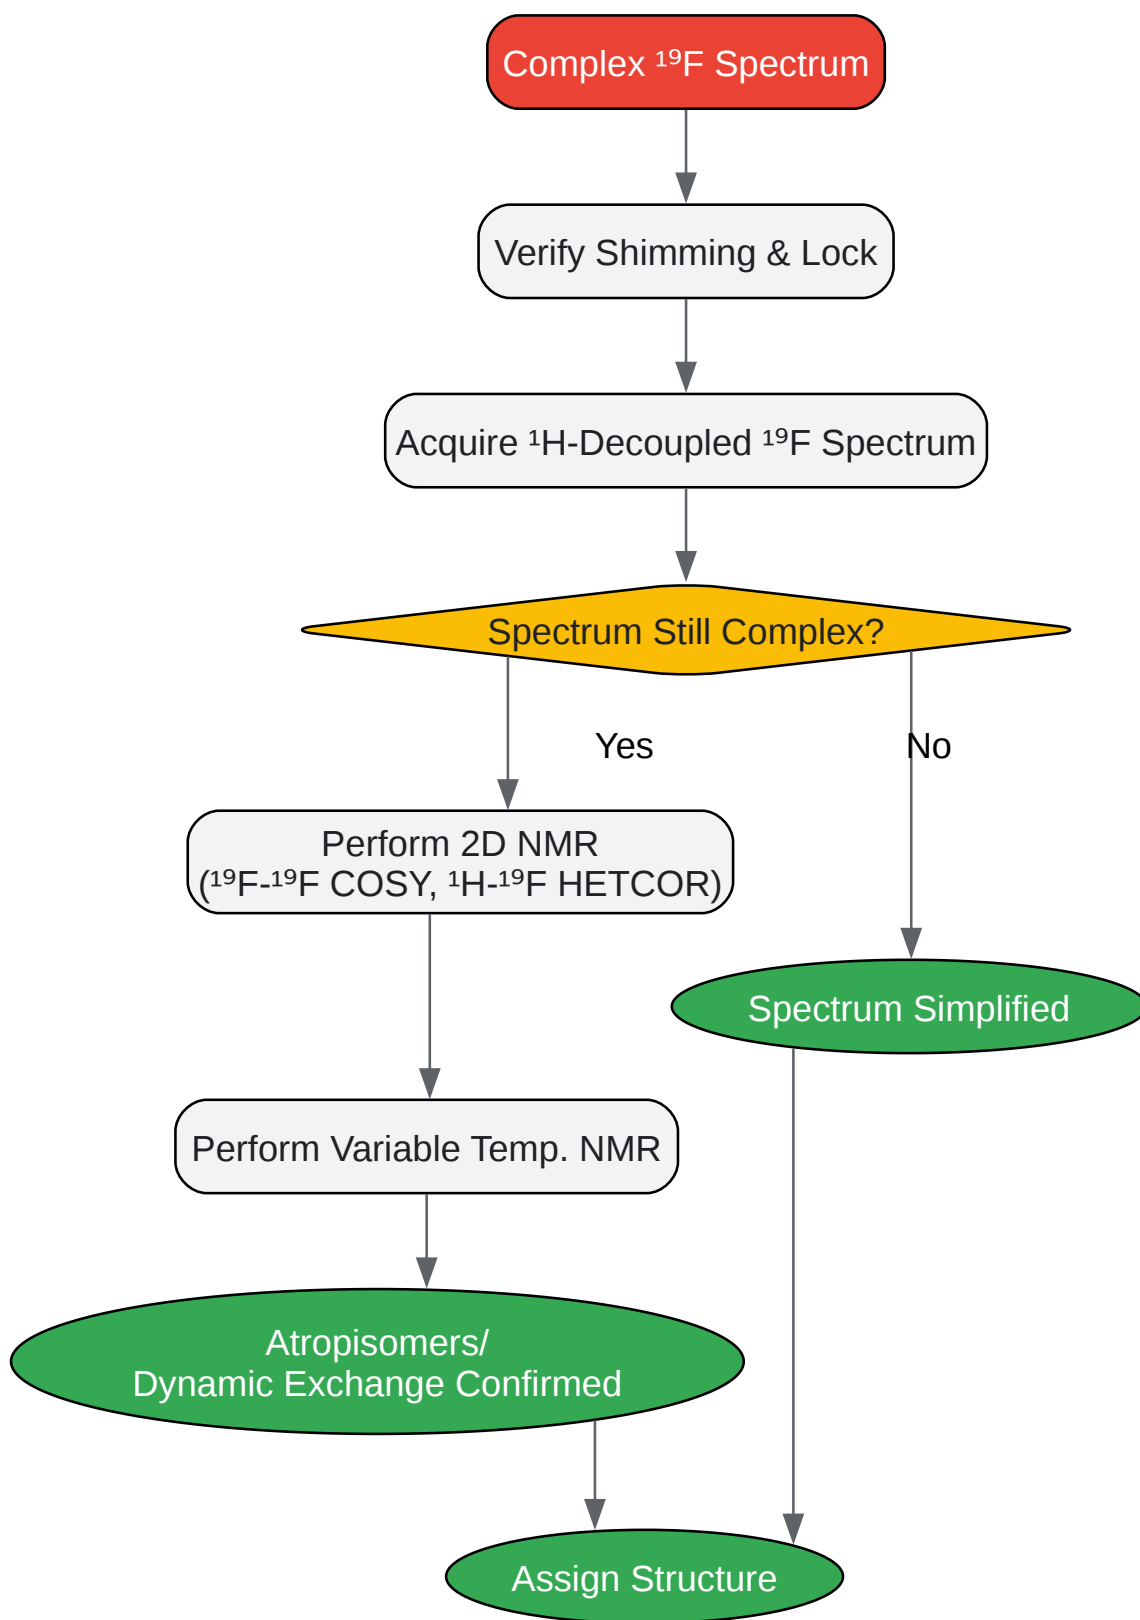 Complex ¹⁹F Spectrum
Verify Shimming & Lock
Acquire ¹H-Decoupled ¹⁹F Spectrum
Spectrum Still Complex?
Yes
No
Perform 2D NMR
(¹⁹F-¹⁹F COSY, ¹H-¹⁹F HETCOR)
Spectrum Simplified
Perform Variable Temp. NMR
Atropisomers/
Dynamic Exchange Confirmed
Assign Structure